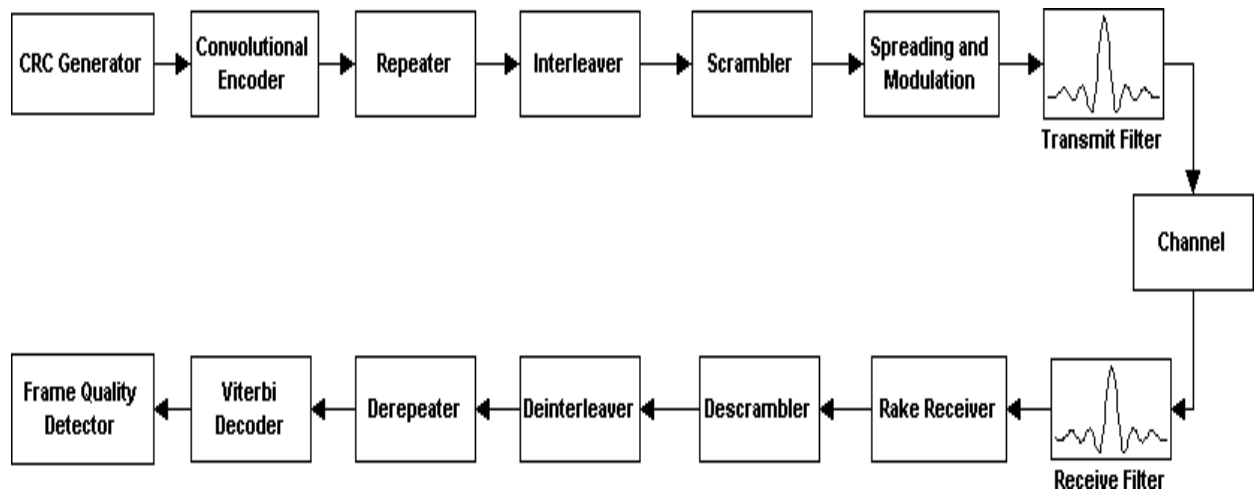 CRC Generator
Convolutional
Encoder
Repeater
Interleaver
Scrambler
Spreading and
Modulation
Transmit Filter
Channel
Frame Quality
Detector
Viterbi
Decoder
Derepeater
Deinterleaver
Descrambler
Rake Receiver
Receive Filter